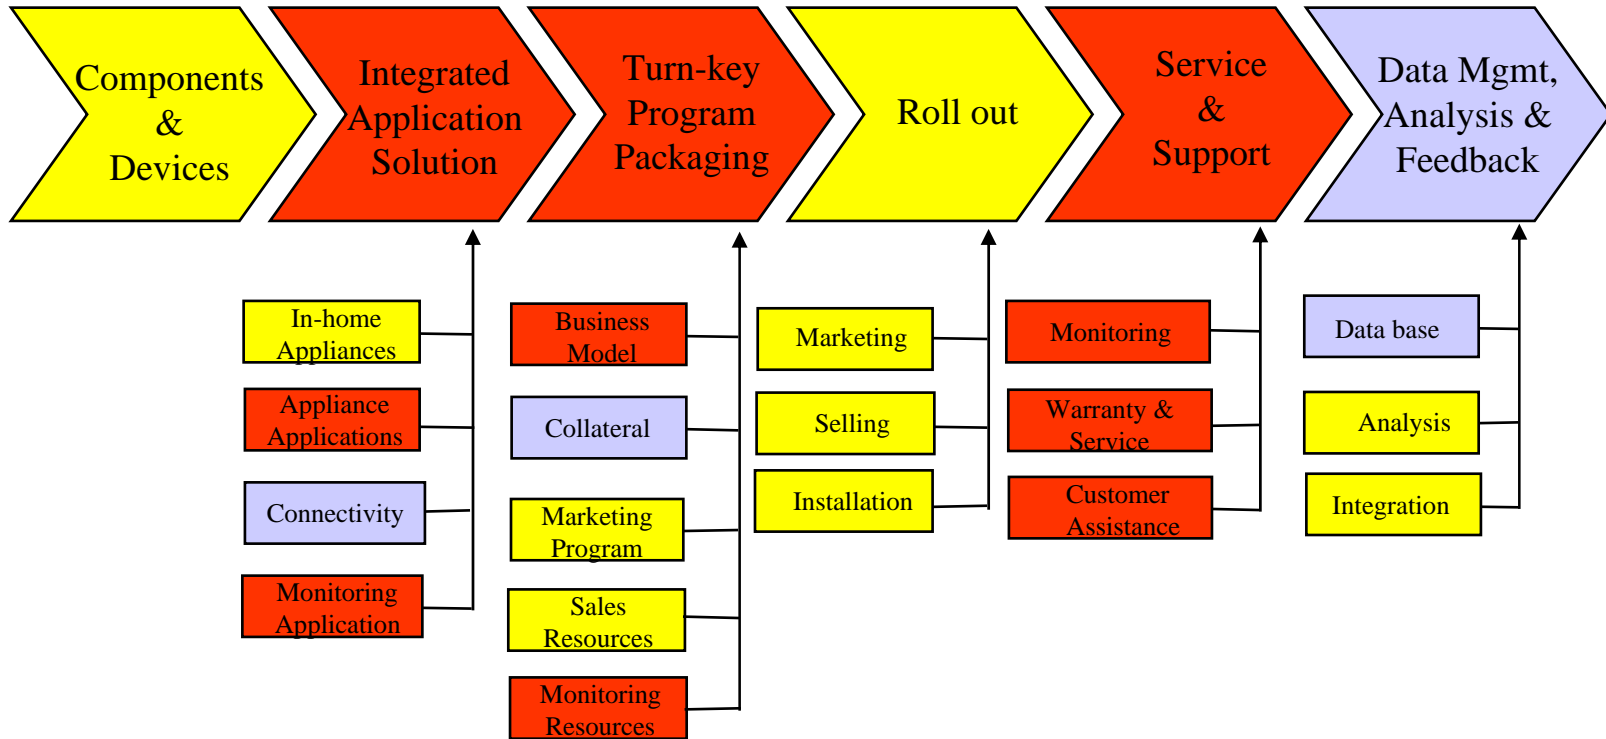 Components
&
Devices
Integrated
Application
Solution
Turn-key
Program
Packaging
Roll out
Service
&
Support
Data Mgmt,
Analysis &
Feedback
In-home
Appliances
Appliance
Applications
Connectivity
Monitoring
Application
Business
Model
Collateral
Marketing
Program
Sales
Resources
Monitoring
Resources
Marketing
Selling
Installation
Monitoring
Warranty &
Service
Customer
Assistance
Data base
Analysis
Integration